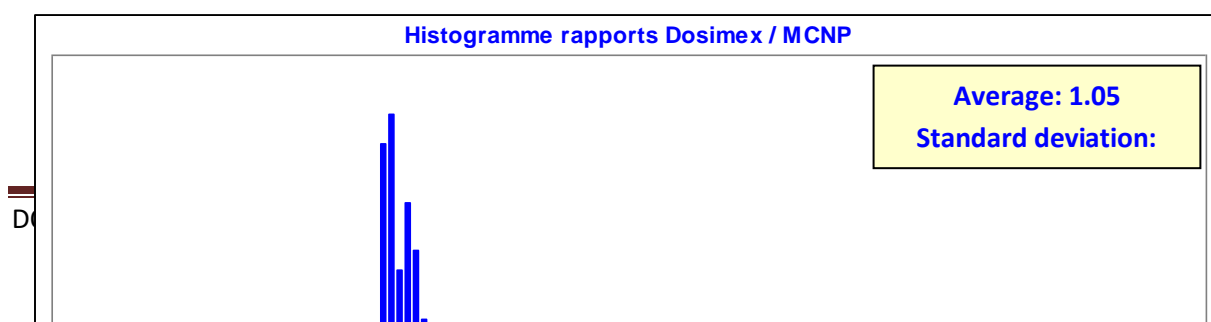 Histogramme rapports Dosimex / MCNP
Average: 1.05
Standard deviation: